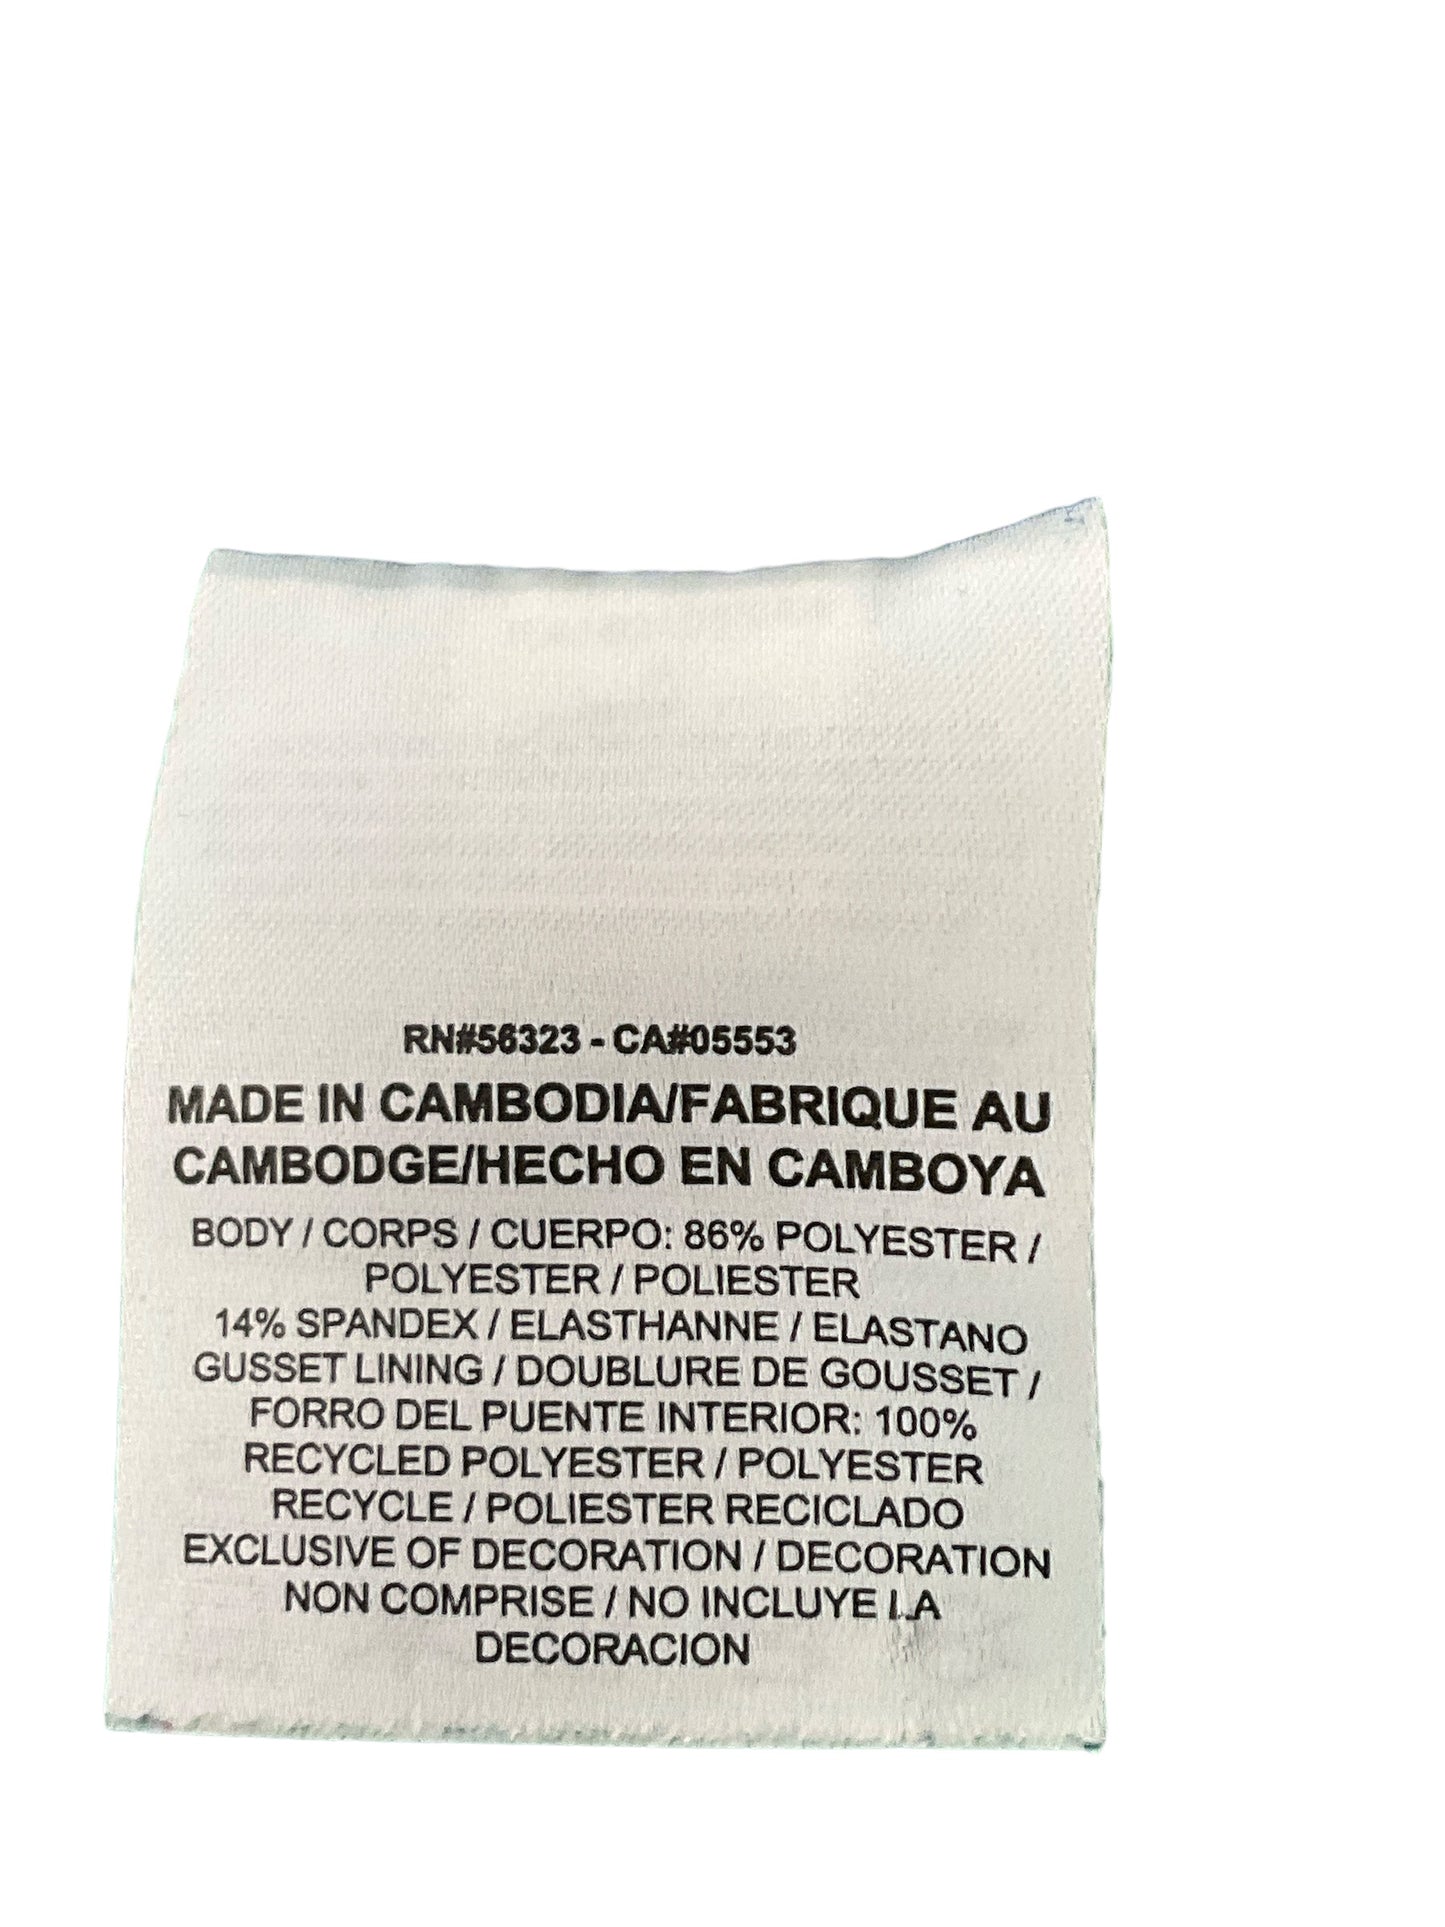 RN#56323 - CA#05553
MADE IN CAMBODIA/FABRIQUE AU
CAMBODGE/HECHO EN CAMBOYA
BODY / CORPS / CUERPO: 86% POLYESTER /
POLYESTER / POLIESTER
14% SPANDEX / ELASTHANNE / ELASTANO
GUSSET LINING / DOUBLURE DE GOUSSET /
FORRO DEL PUENTE INTERIOR: 100%
RECYCLED POLYESTER / POLYESTER
RECYCLE / POLIESTER RECICLADO
EXCLUSIVE OF DECORATION / DECORATION
NON COMPRISE / NO INCLUYE LA
DECORACION